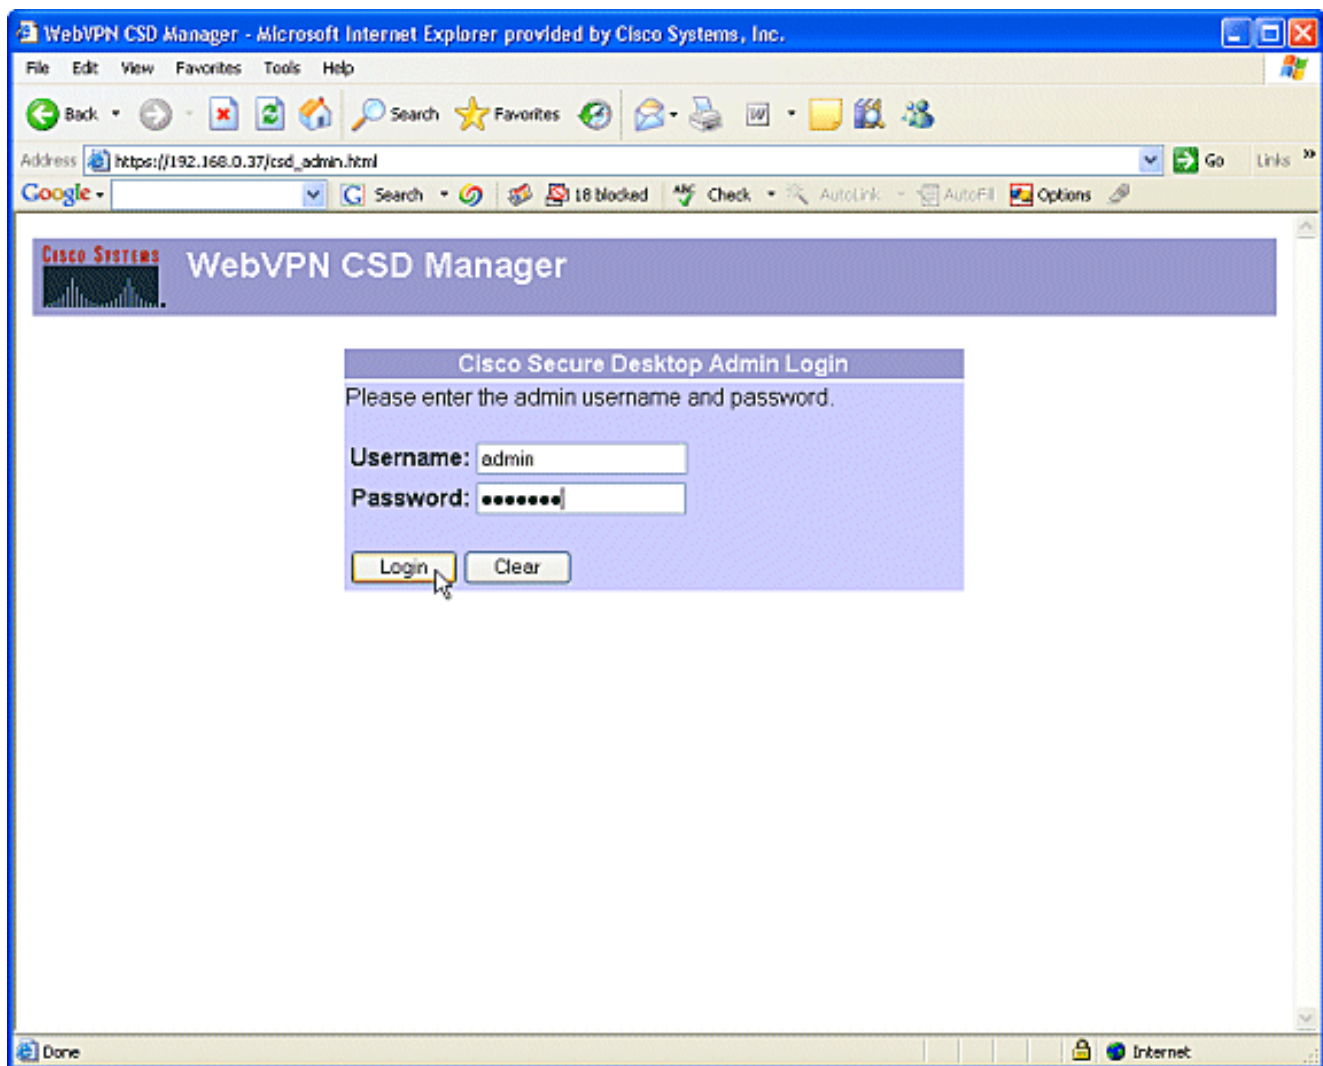 WebVPN CSD Manager - Microsoft Internet Explorer provided by Cisco Systems, Inc.
File Edit View Favorites Tools Help
Back Search Favorites W
Address https://192.168.0.37/csd_admin.html Go Links »
Google G Search 18 blocked ABC Check AutoLink AutoFill Options
CISCO SYSTEMS
WebVPN CSD Manager
Cisco Secure Desktop Admin Login
Please enter the admin username and password.
Username: admin
Password: •••••••
Login Clear
Done Internet